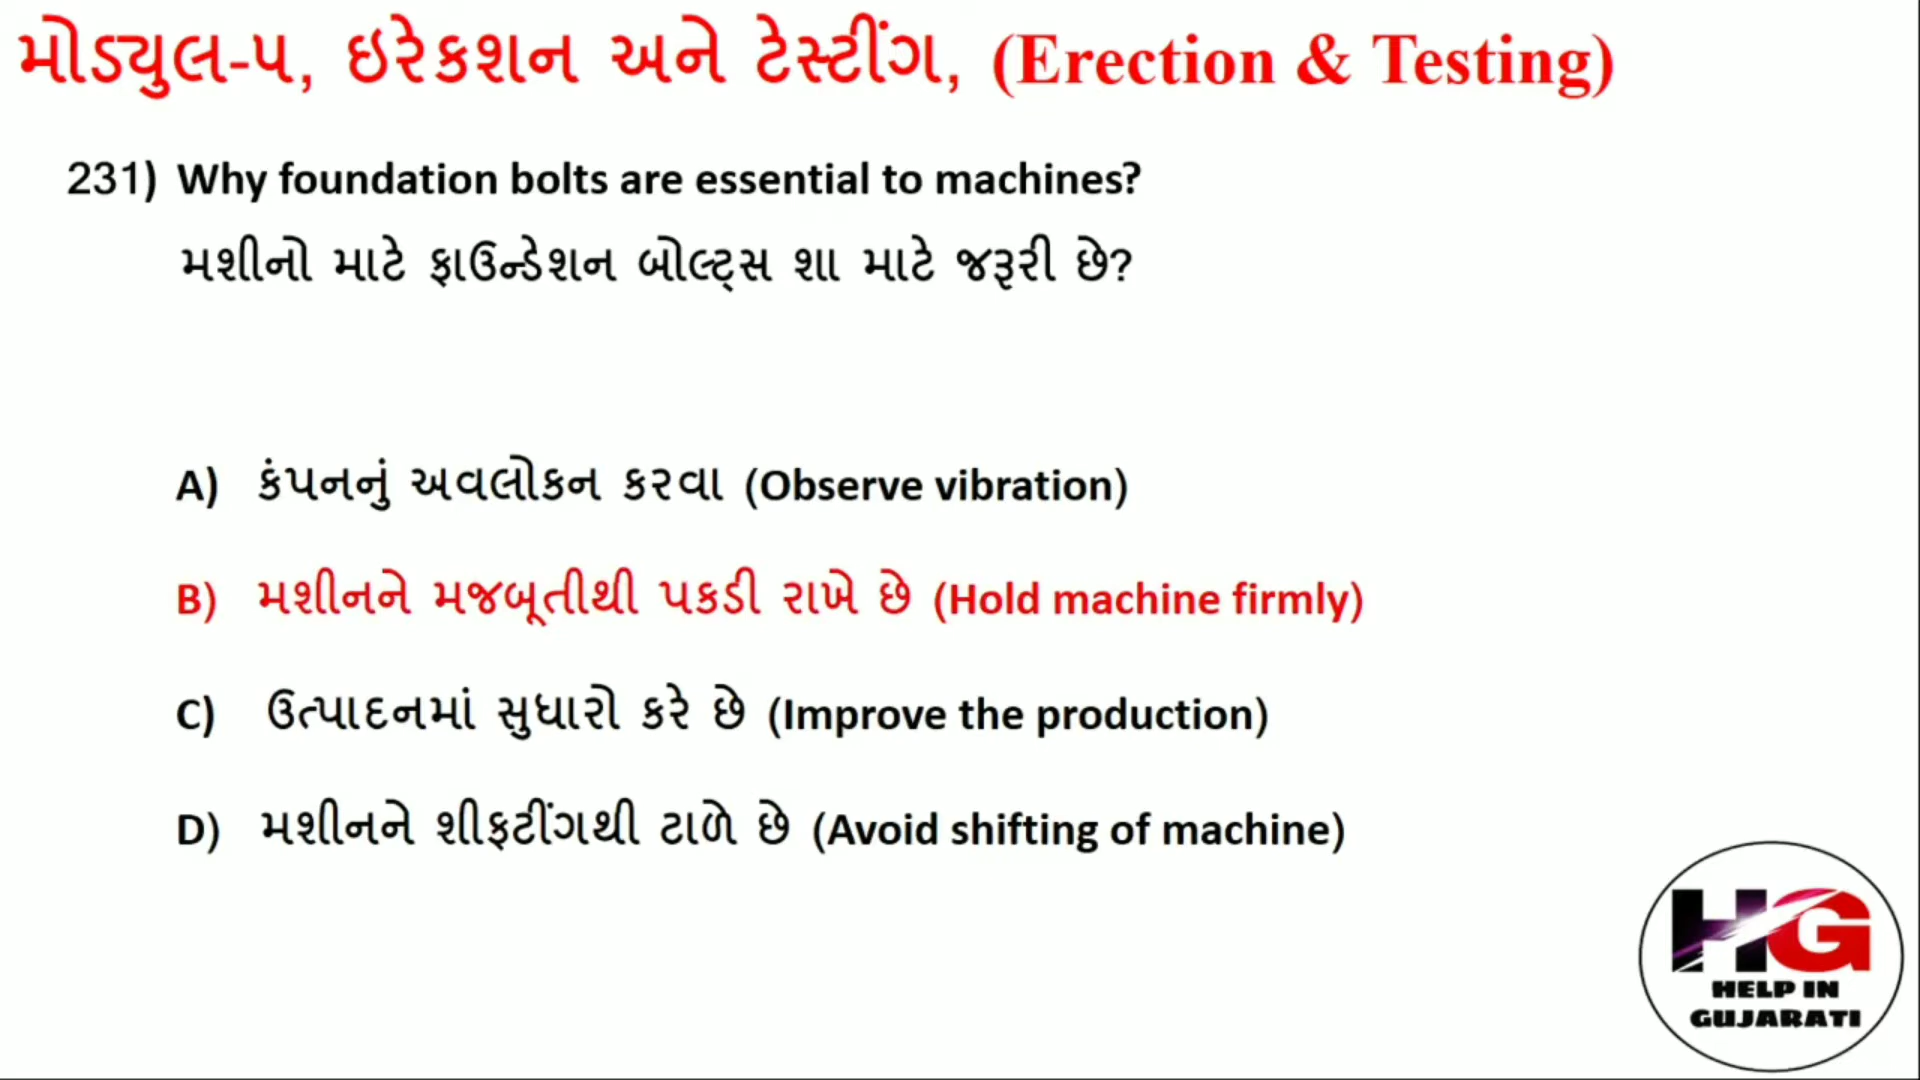 મોડ્યુલ-૫, ઇરેકશન અને ટેસ્ટીંગ, (Erection & Testing)
231) Why foundation bolts are essential to machines?
મશીનો માટે ફાઉન્ડેશન બોલ્ટ્સ શા માટે જરૂરી છે?
A) કંપનનું અવલોકન કરવા (Observe vibration)
B) મશીનને મજબૂતીથી પકડી રાખે છે (Hold machine firmly)
C) ઉત્પાદનમાં સુધારો કરે છે (Improve the production)
D) મશીનને શીફટીંગથી ટાળે છે (Avoid shifting of machine)
HG
HELP IN
GUJARATI